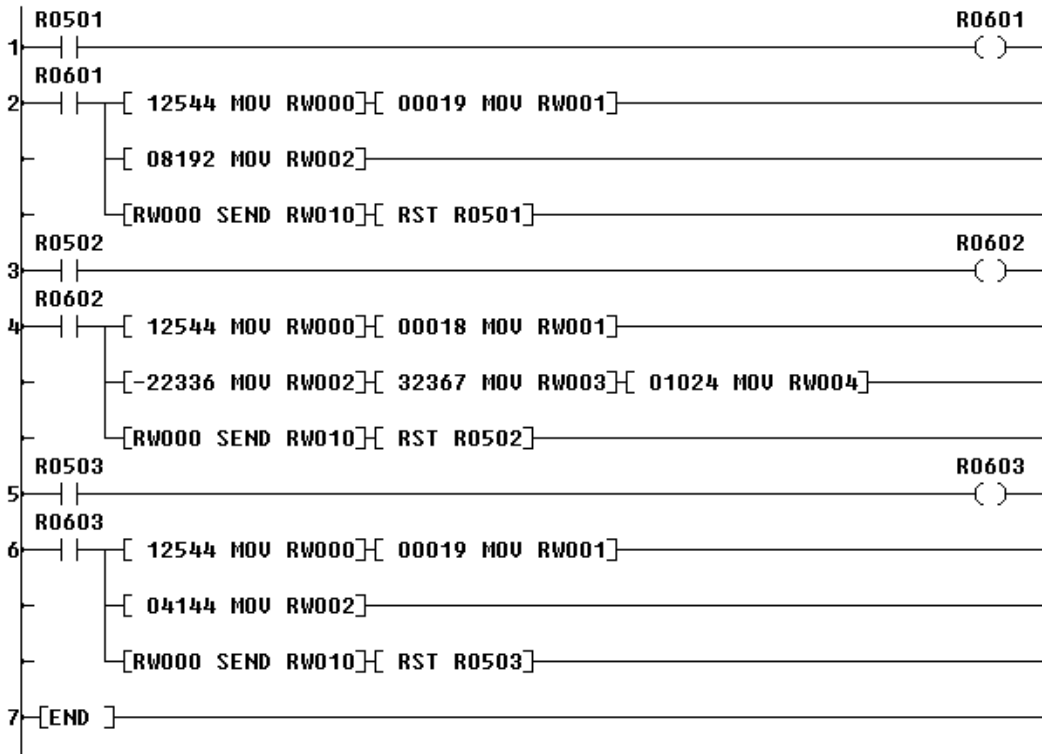 R0501 R0601
1
R0601
2 [ 12544 MOV RW000][ 00019 MOV RW001]
[ 08192 MOV RW002]
[RW000 SEND RW010][ RST R0501]
R0502 R0602
3
R0602
4 [ 12544 MOV RW000][ 00018 MOV RW001]
[-22336 MOV RW002][ 32367 MOV RW003][ 01024 MOV RW004]
[RW000 SEND RW010][ RST R0502]
R0503 R0603
5
R0603
6 [ 12544 MOV RW000][ 00019 MOV RW001]
[ 04144 MOV RW002]
[RW000 SEND RW010][ RST R0503]
7 [END ]